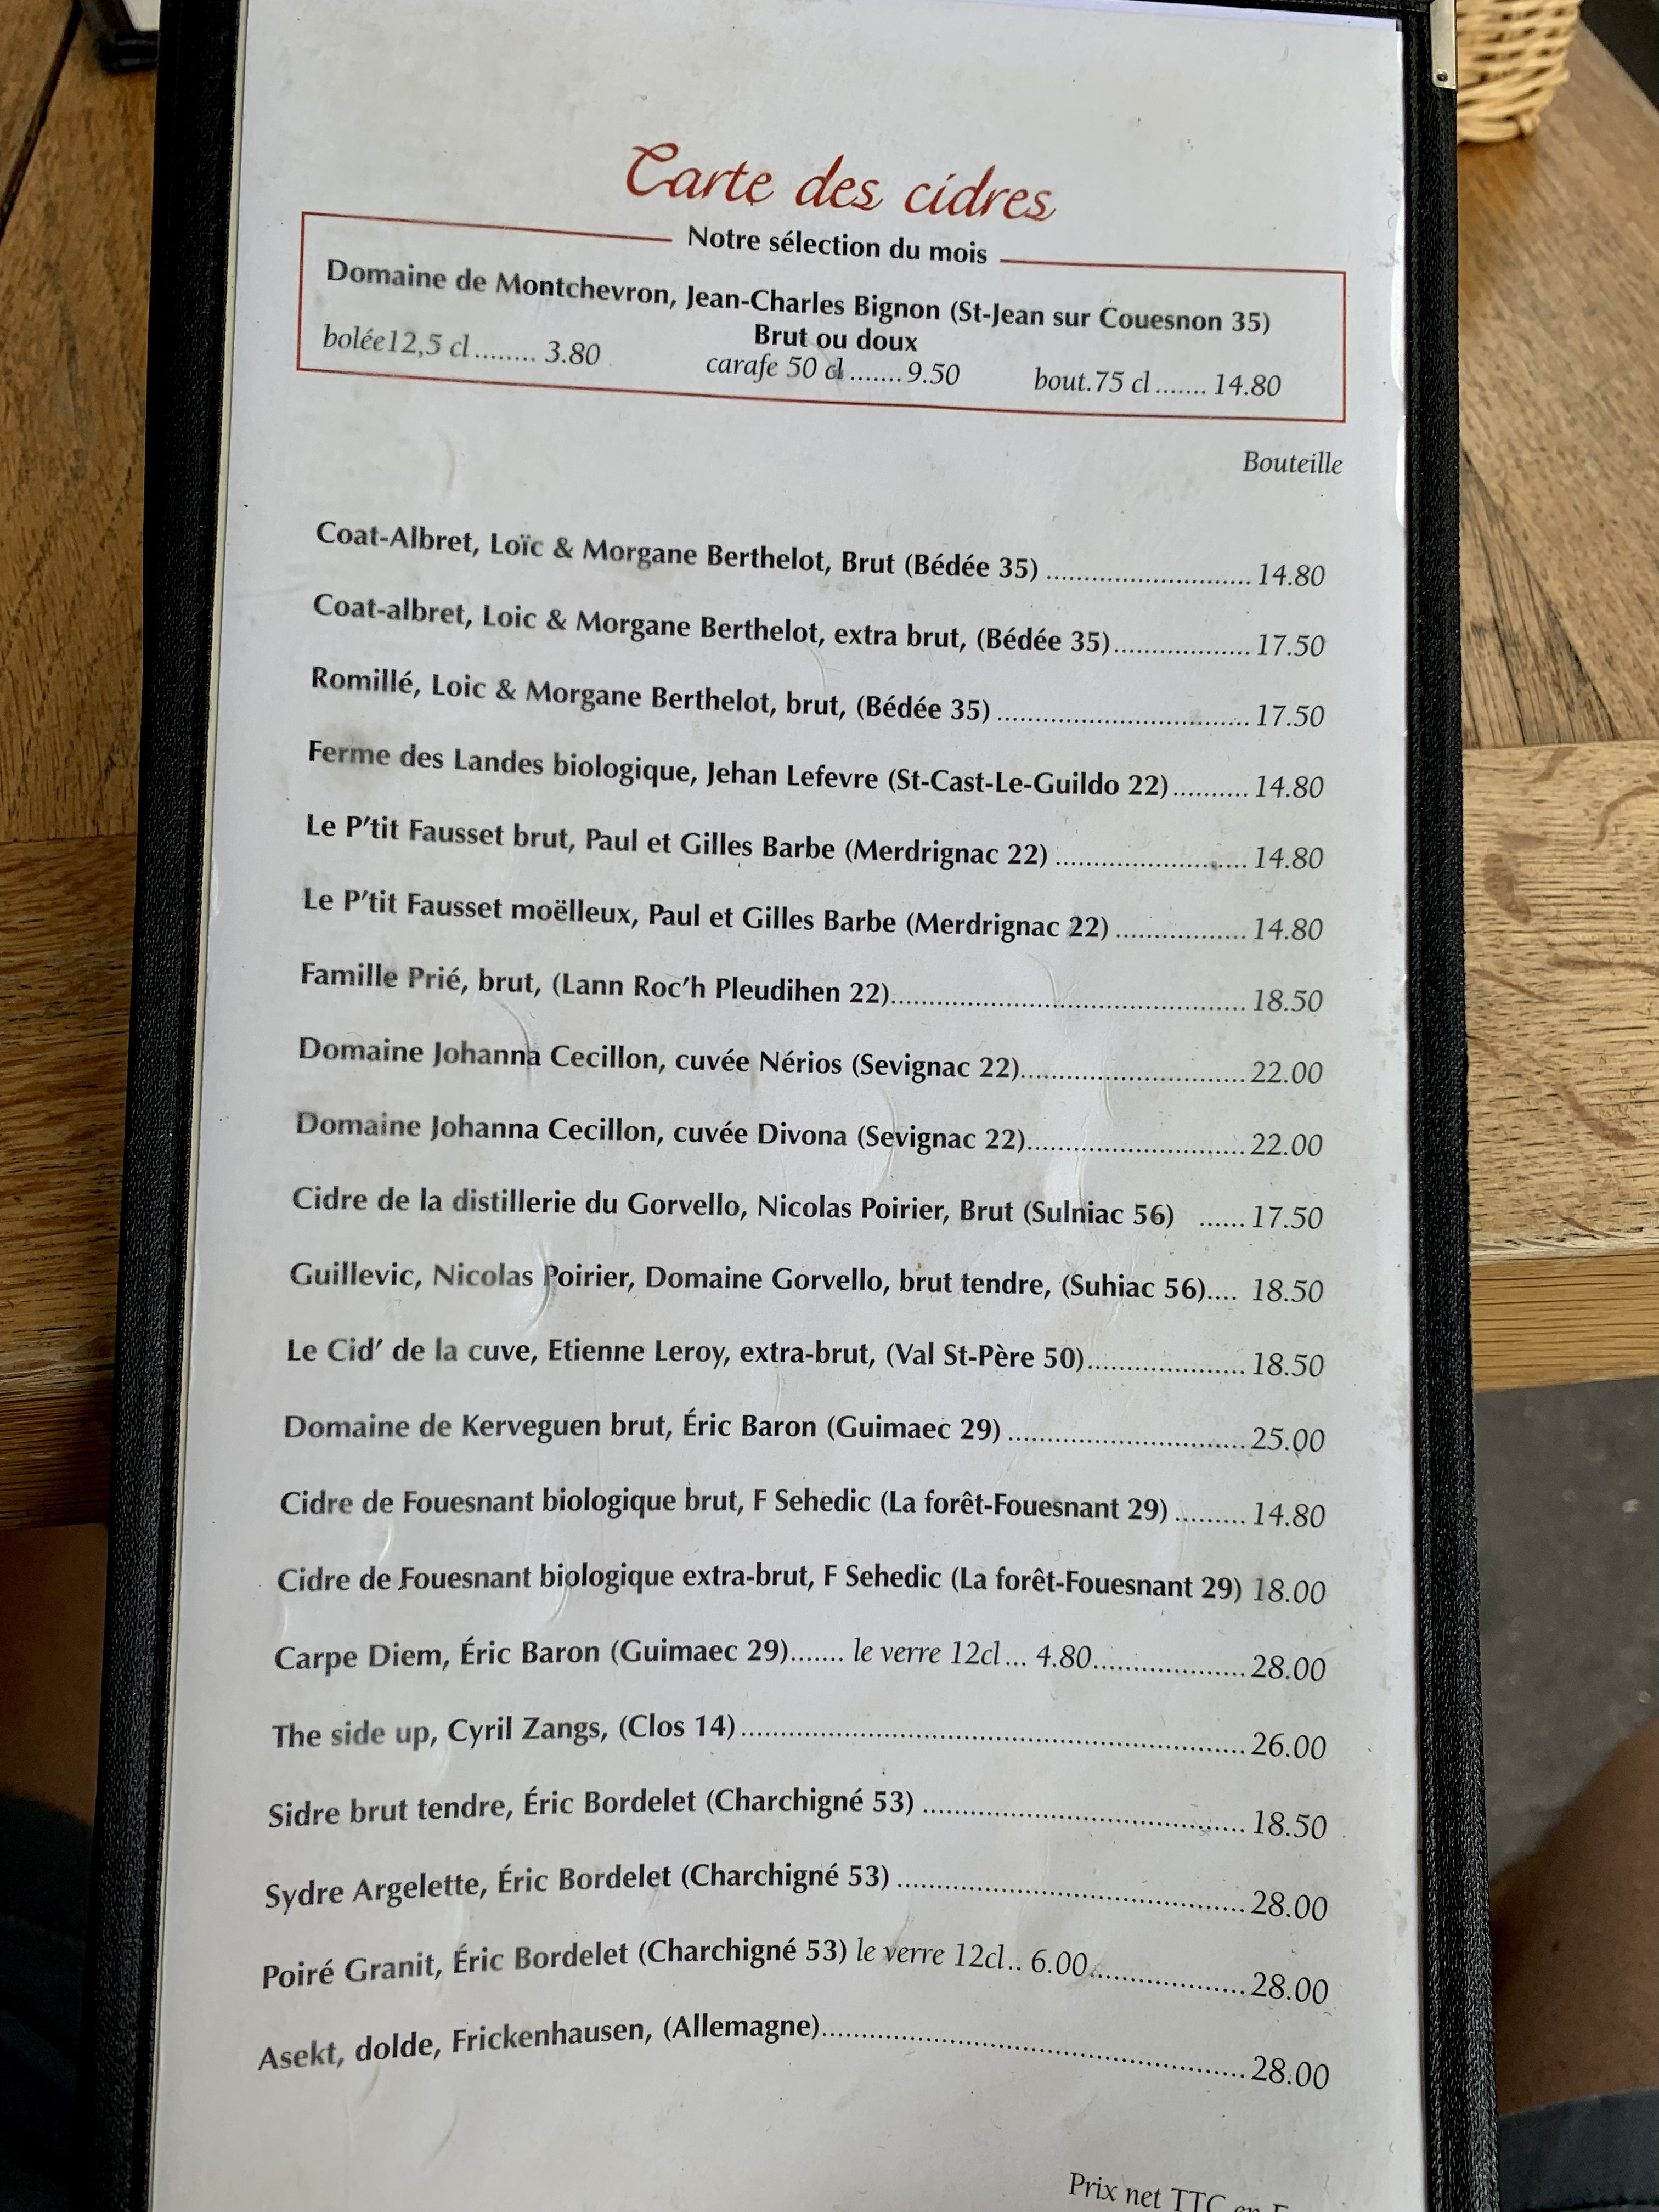 Carte des cidres
Notre sélection du mois
Domaine de Montchevron, Jean-Charles Bignon (St-Jean sur Couesnon 35)
Brut ou doux
bolée12,5 cl ........ 3.80 carafe 50 cl ....... 9.50 bout.75 cl ....... 14.80
Bouteille
Coat-Albret, Loïc & Morgane Berthelot, Brut (Bédée 35) ........................... 14.80
Coat-albret, Loic & Morgane Berthelot, extra brut, (Bédée 35).................. 17.50
Romillé, Loic & Morgane Berthelot, brut, (Bédée 35) ................................. 17.50
Ferme des Landes biologique, Jehan Lefevre (St-Cast-Le-Guildo 22).......... 14.80
Le P'tit Fausset brut, Paul et Gilles Barbe (Merdrignac 22) ......................... 14.80
Le P'tit Fausset moëlleux, Paul et Gilles Barbe (Merdrignac 22) ................. 14.80
Famille Prié, brut, (Lann Roc'h Pleudihen 22)............................................... 18.50
Domaine Johanna Cecillon, cuvée Nérios (Sevignac 22).............................. 22.00
Domaine Johanna Cecillon, cuvée Divona (Sevignac 22)............................. 22.00
Cidre de la distillerie du Gorvello, Nicolas Poirier, Brut (Sulniac 56) ...... 17.50
Guillevic, Nicolas Poirier, Domaine Gorvello, brut tendre, (Suhiac 56).... 18.50
Le Cid' de la cuve, Etienne Leroy, extra-brut, (Val St-Père 50)..................... 18.50
Domaine de Kerveguen brut, Éric Baron (Guimaec 29) ............................... 25.00
Cidre de Fouesnant biologique brut, F Sehedic (La forêt-Fouesnant 29) ......... 14.80
Cidre de Fouesnant biologique extra-brut, F Sehedic (La forêt-Fouesnant 29) 18.00
Carpe Diem, Éric Baron (Guimaec 29)....... le verre 12cl ... 4.80.................... 28.00
The side up, Cyril Zangs, (Clos 14).................................................................. 26.00
Sidre brut tendre, Éric Bordelet (Charchigné 53) .......................................... 18.50
Sydre Argelette, Éric Bordelet (Charchigné 53) ............................................. 28.00
Poiré Granit, Éric Bordelet (Charchigné 53) le verre 12cl.. 6.00.................... 28.00
Asekt, dolde, Frickenhausen, (Allemagne)....................................................... 28.00
Prix net TTC en